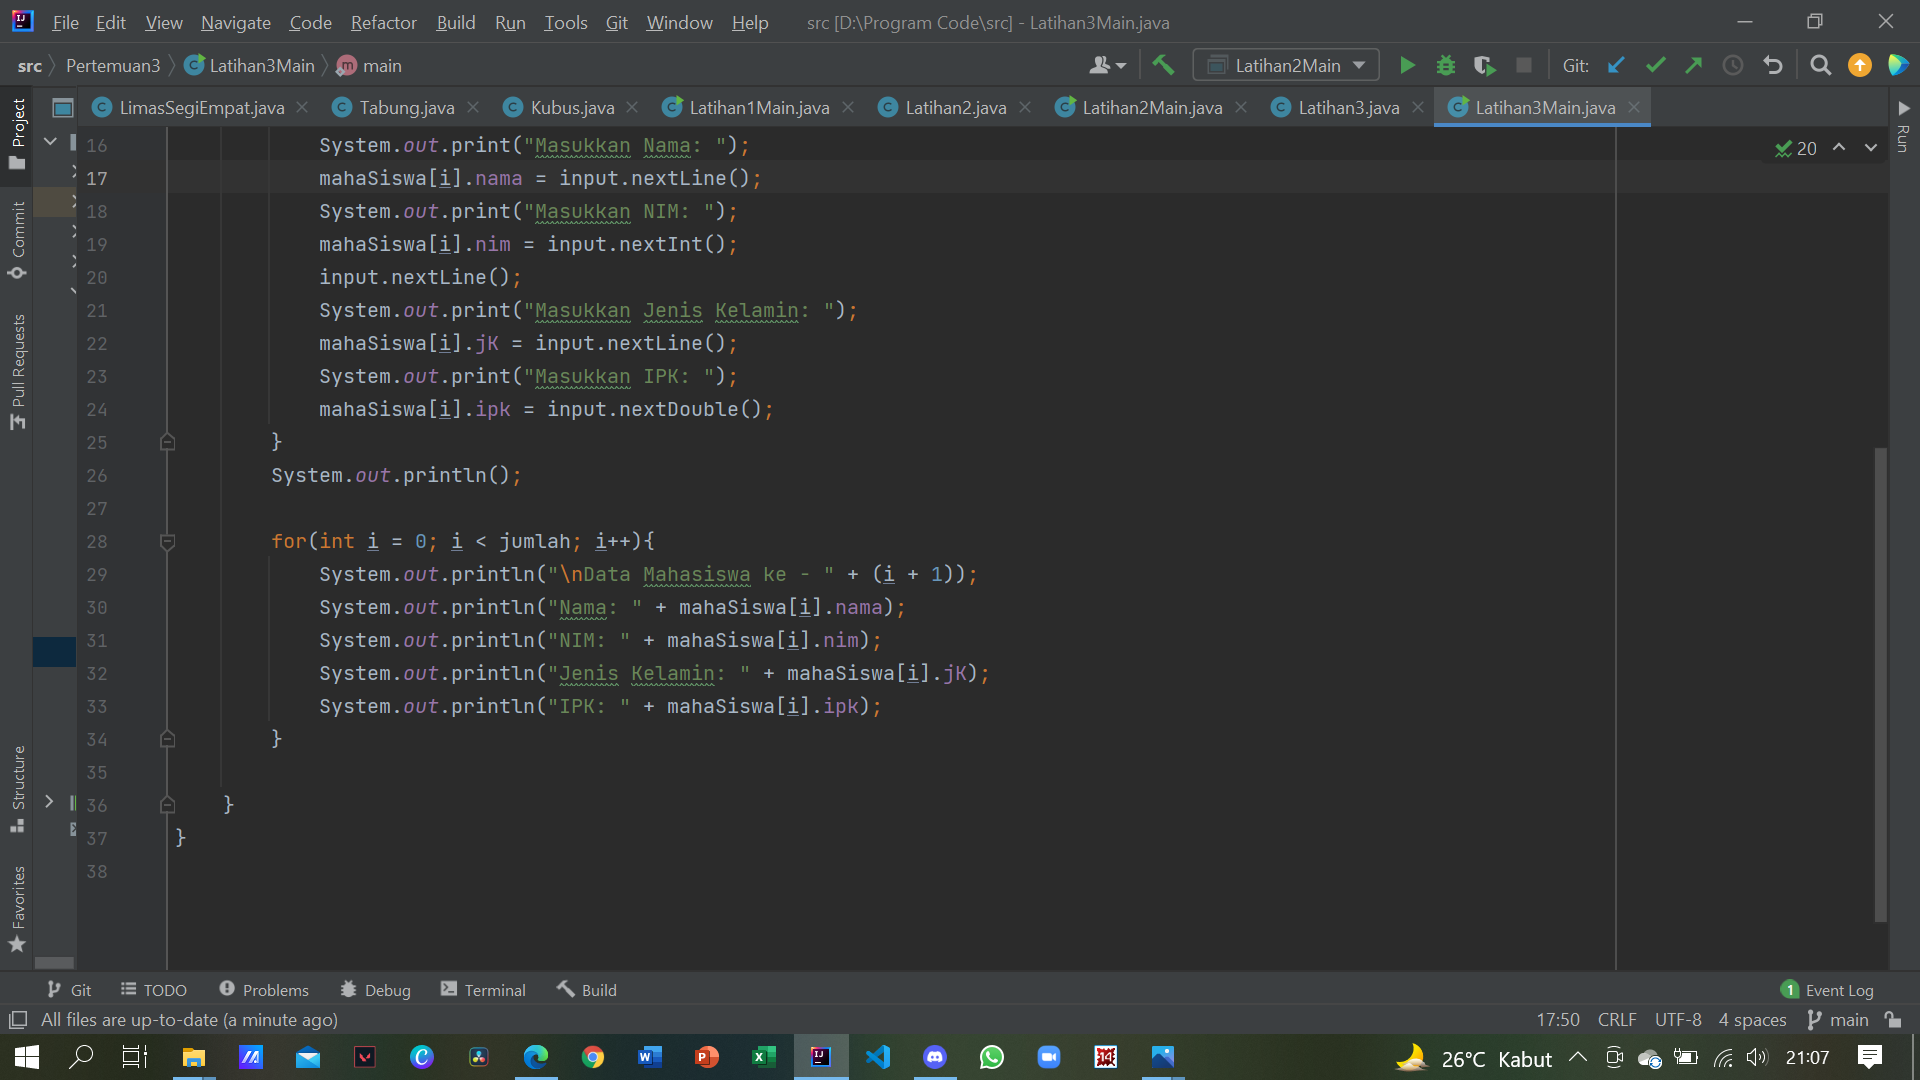 File Edit View Navigate Code Refactor Build Run Tools Git Window Help src [D:\Program Code\src] - Latihan3Main.java
src Pertemuan3 Latihan3Main main Latihan2Main Git:
Project LimasSegiEmpat.java Tabung.java Kubus.java Latihan1Main.java Latihan2.java Latihan2Main.java Latihan3.java Latihan3Main.java Run
16 System.out.print("Masukkan Nama: "); 20
17 mahaSiswa[i].nama = input.nextLine();
18 System.out.print("Masukkan NIM: ");
19 mahaSiswa[i].nim = input.nextInt();
20 input.nextLine();
21 System.out.print("Masukkan Jenis Kelamin: ");
22 mahaSiswa[i].jK = input.nextLine();
23 System.out.print("Masukkan IPK: ");
24 mahaSiswa[i].ipk = input.nextDouble();
25 }
26 System.out.println();
27
28 for(int i = 0; i < jumlah; i++){
29 System.out.println("\nData Mahasiswa ke - " + (i + 1));
30 System.out.println("Nama: " + mahaSiswa[i].nama);
31 System.out.println("NIM: " + mahaSiswa[i].nim);
32 System.out.println("Jenis Kelamin: " + mahaSiswa[i].jK);
33 System.out.println("IPK: " + mahaSiswa[i].ipk);
34 }
35
36 }
37 }
38
Commit
Pull Requests
Structure
Favorites
Git TODO Problems Debug Terminal Build 1 Event Log
All files are up-to-date (a minute ago) 17:50 CRLF UTF-8 4 spaces main
26°C Kabut 21:07